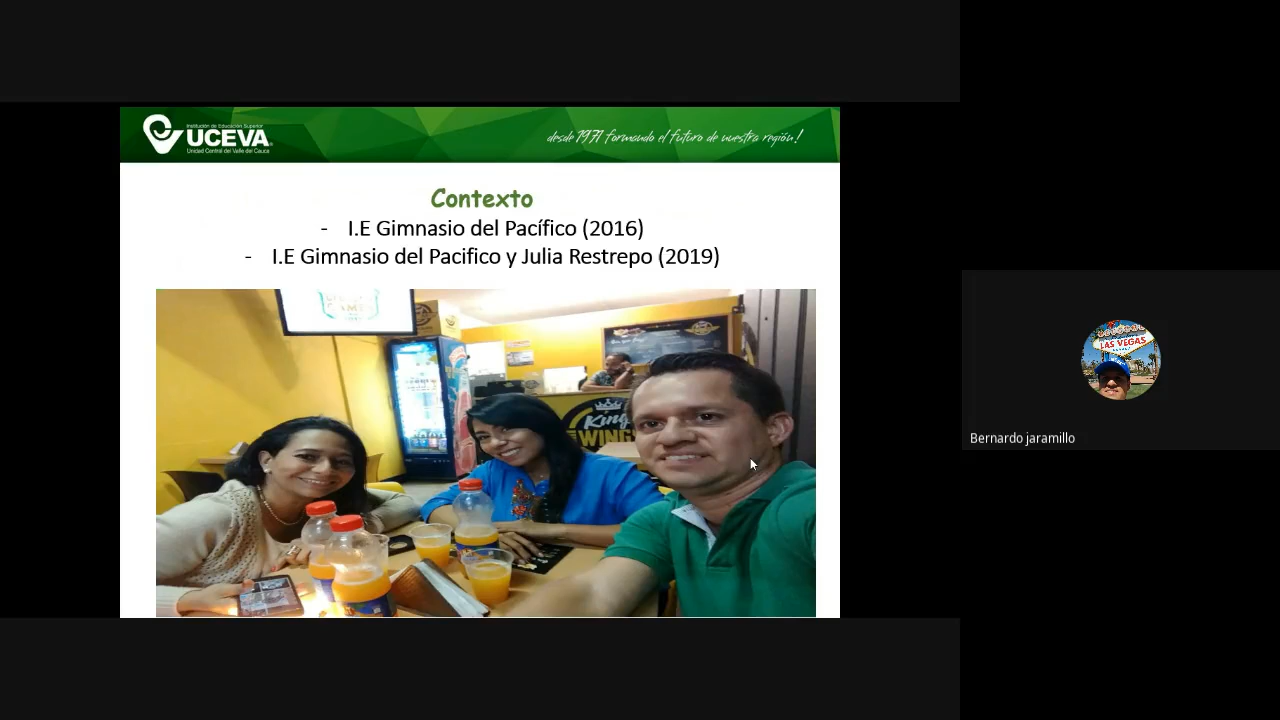 Institución de Educación Superior
UCEVA
Unidad Central del Valle del Cauca
desde 1971 formando el futuro de nuestra región!
Contexto
- I.E Gimnasio del Pacífico (2016)
- I.E Gimnasio del Pacifico y Julia Restrepo (2019)
King
WINGS
LAS VEGAS
Bernardo jaramillo